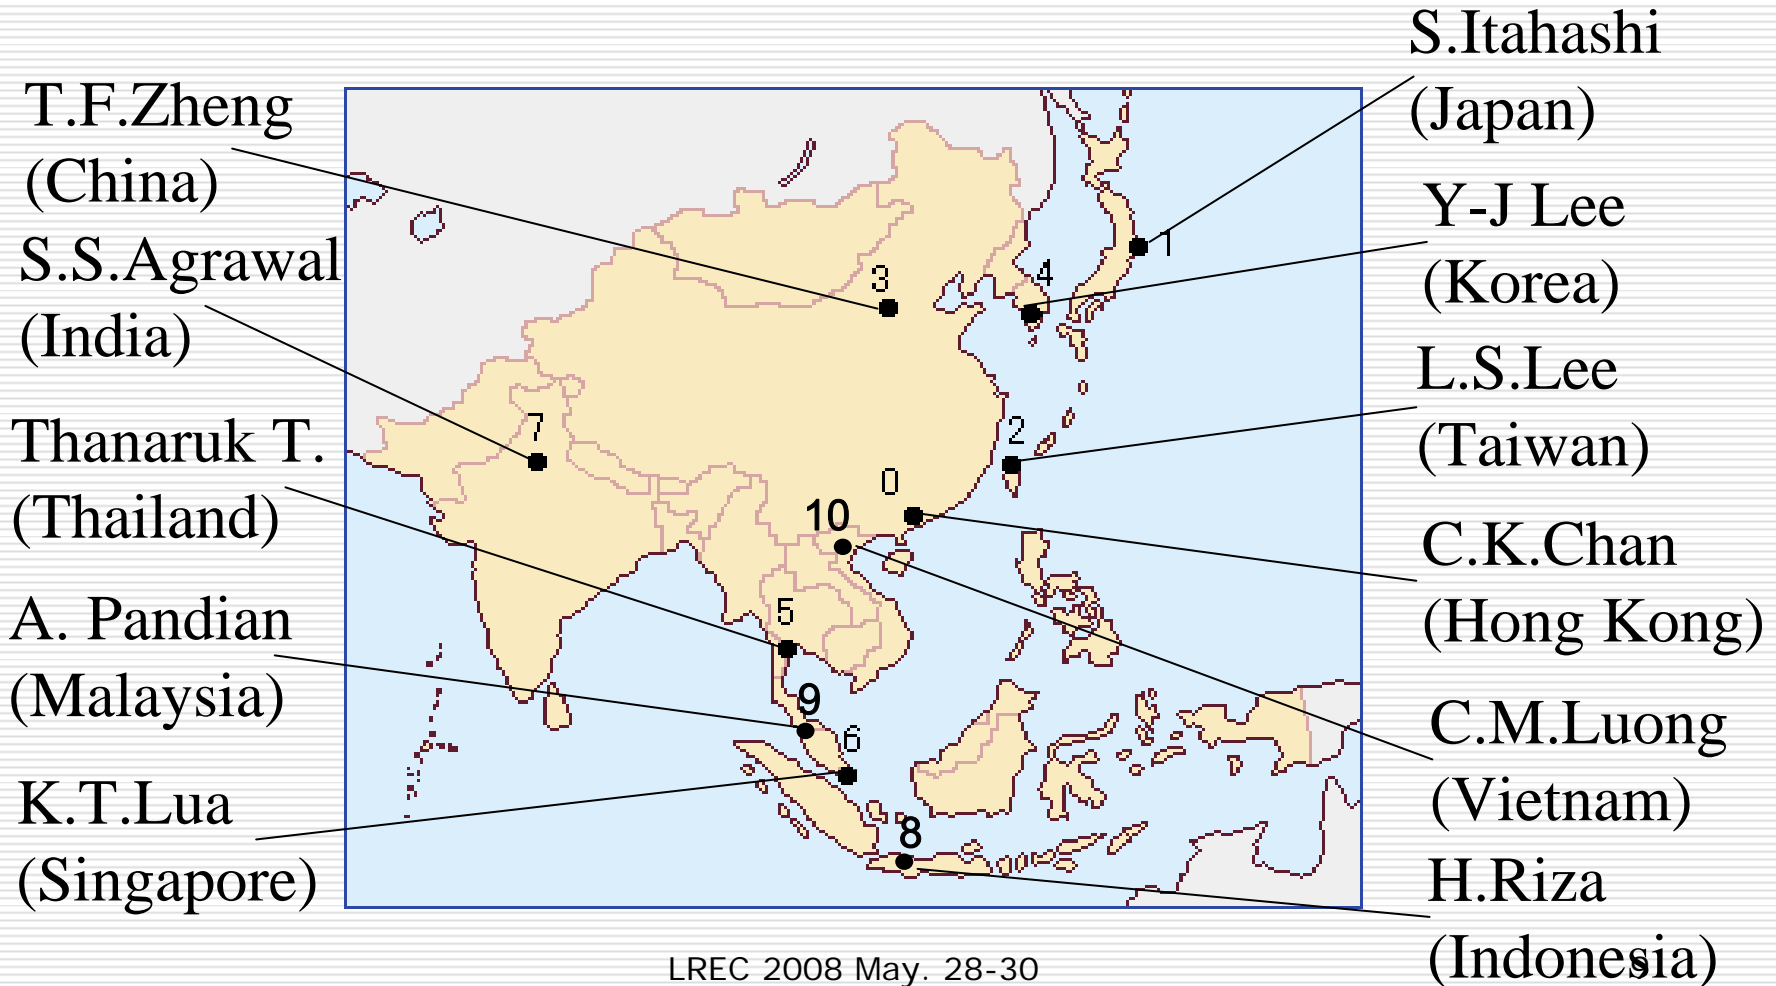 T.F.Zheng
(China)
S.S.Agrawal
(India)
Thanaruk T.
(Thailand)
A. Pandian
(Malaysia)
K.T.Lua
(Singapore)
3
4
1
7
2
0
10
5
9
6
8
S.Itahashi
(Japan)
Y-J Lee
(Korea)
L.S.Lee
(Taiwan)
C.K.Chan
(Hong Kong)
C.M.Luong
(Vietnam)
H.Riza
(Indonesia)
LREC 2008 May. 28-30
9